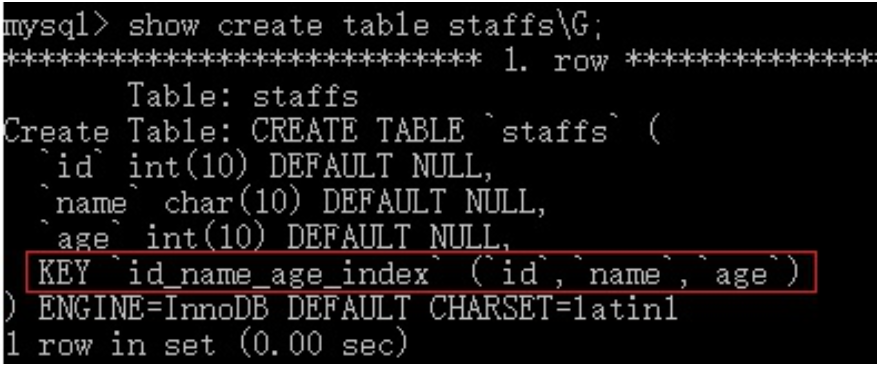 mysql> show create table staffs\G;
*************************** 1. row ***************
Table: staffs
Create Table: CREATE TABLE `staffs` (
`id` int(10) DEFAULT NULL,
`name` char(10) DEFAULT NULL,
`age` int(10) DEFAULT NULL,
KEY `id_name_age_index` (`id`,`name`,`age`)
) ENGINE=InnoDB DEFAULT CHARSET=latin1
1 row in set (0.00 sec)